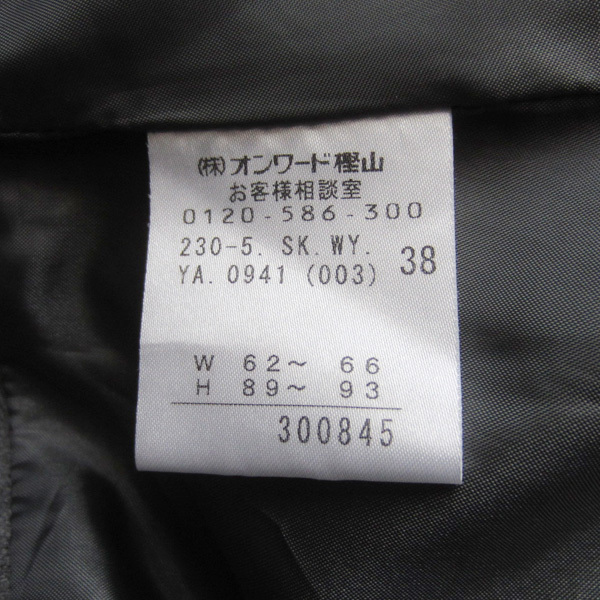 (株)オンワード樫山
お客様相談室
0120-586-300
230-5. SK.WY.
YA.0941 (003) 38
W 62〜 66
H 89〜 93
300845